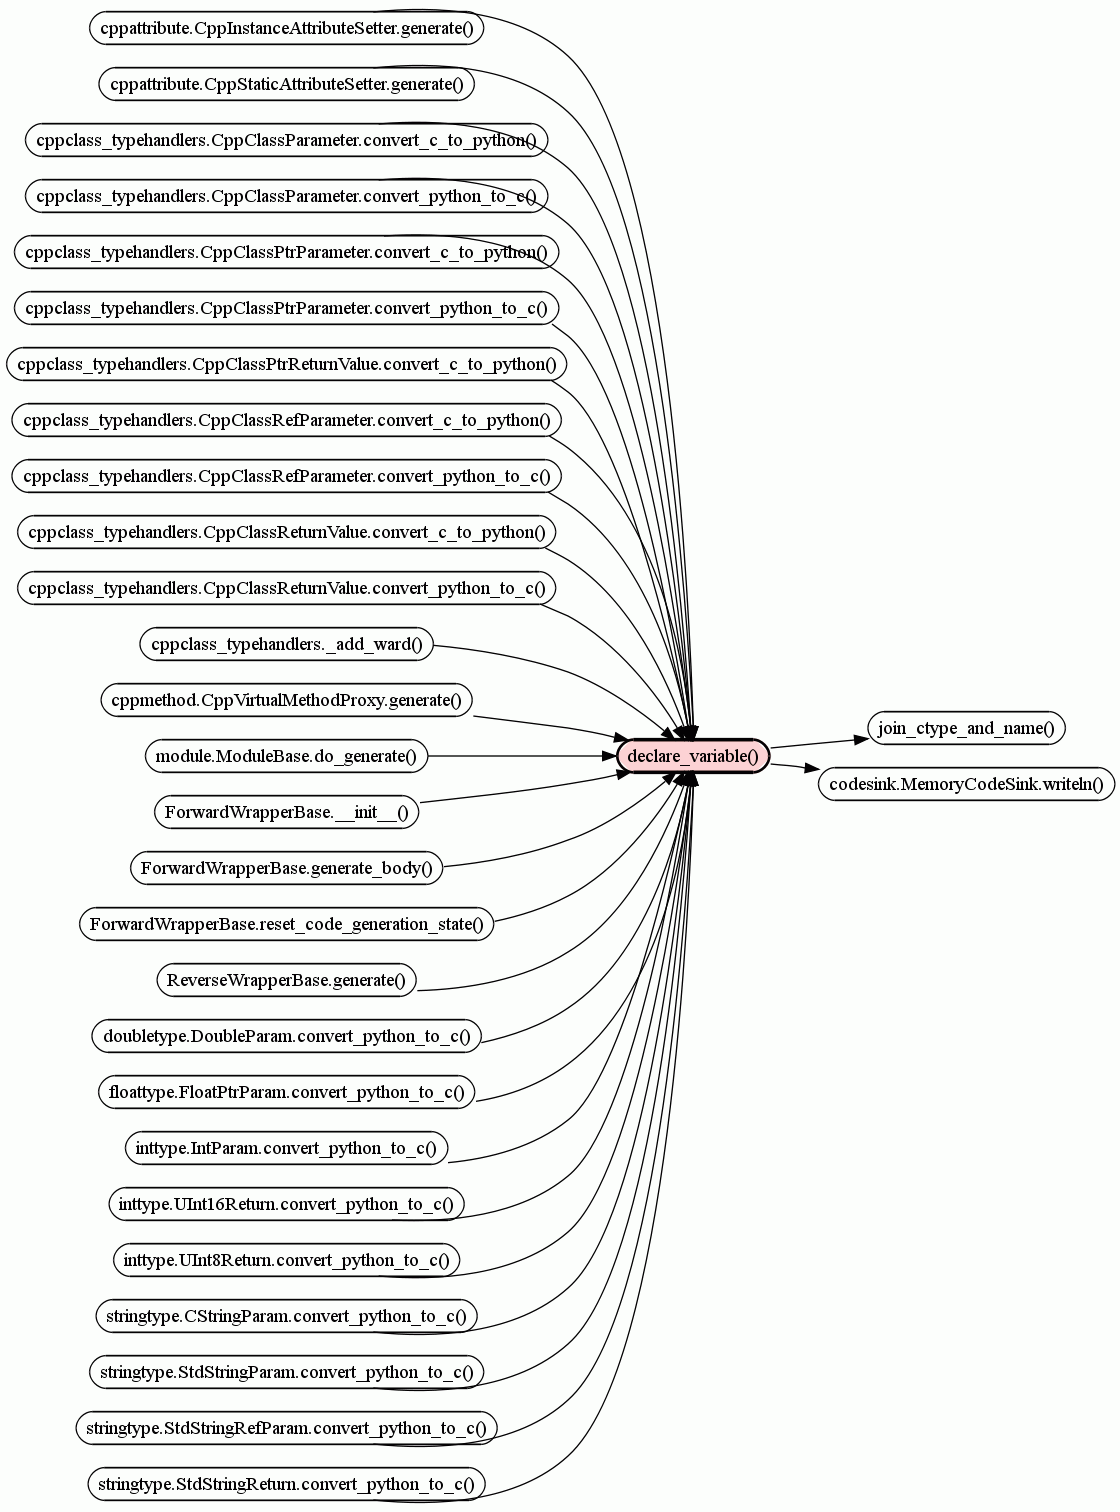 cppattribute.CppInstanceAttributeSetter.generate()
cppattribute.CppStaticAttributeSetter.generate()
cppclass_typehandlers.CppClassParameter.convert_c_to_python()
cppclass_typehandlers.CppClassParameter.convert_python_to_c()
cppclass_typehandlers.CppClassPtrParameter.convert_c_to_python()
cppclass_typehandlers.CppClassPtrParameter.convert_python_to_c()
cppclass_typehandlers.CppClassPtrReturnValue.convert_c_to_python()
cppclass_typehandlers.CppClassRefParameter.convert_c_to_python()
cppclass_typehandlers.CppClassRefParameter.convert_python_to_c()
cppclass_typehandlers.CppClassReturnValue.convert_c_to_python()
cppclass_typehandlers.CppClassReturnValue.convert_python_to_c()
cppclass_typehandlers._add_ward()
cppmethod.CppVirtualMethodProxy.generate()
module.ModuleBase.do_generate()
ForwardWrapperBase.__init__()
ForwardWrapperBase.generate_body()
ForwardWrapperBase.reset_code_generation_state()
ReverseWrapperBase.generate()
doubletype.DoubleParam.convert_python_to_c()
floattype.FloatPtrParam.convert_python_to_c()
inttype.IntParam.convert_python_to_c()
inttype.UInt16Return.convert_python_to_c()
inttype.UInt8Return.convert_python_to_c()
stringtype.CStringParam.convert_python_to_c()
stringtype.StdStringParam.convert_python_to_c()
stringtype.StdStringRefParam.convert_python_to_c()
stringtype.StdStringReturn.convert_python_to_c()
declare_variable()
join_ctype_and_name()
codesink.MemoryCodeSink.writeln()